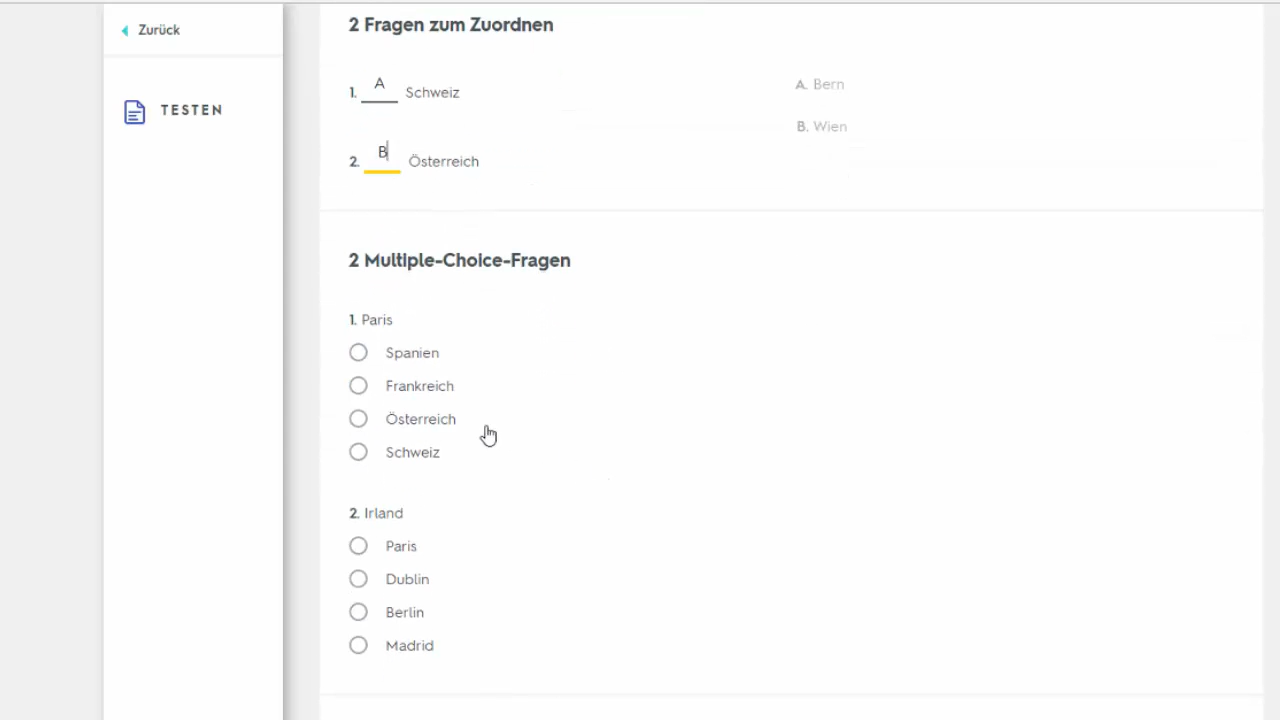 Zurück
TESTEN
2 Fragen zum Zuordnen
1. A Schweiz
A. Bern
B. Wien
2. B Österreich
2 Multiple-Choice-Fragen
1. Paris
Spanien
Frankreich
Österreich
Schweiz
2. Irland
Paris
Dublin
Berlin
Madrid